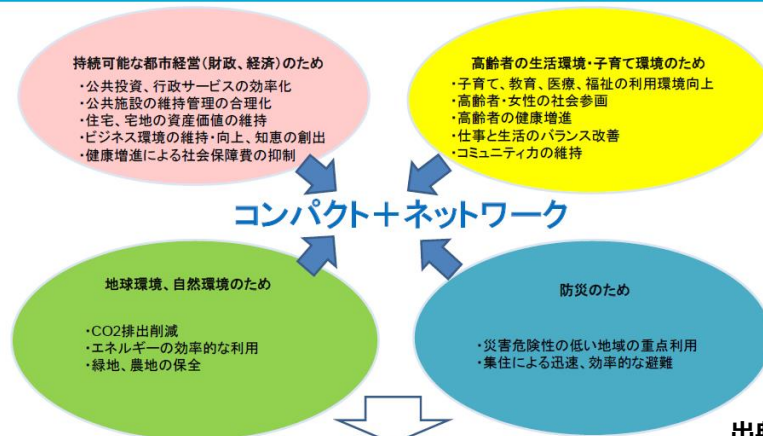 持続可能な都市経営(財政、経済)のため
・公共投資、行政サービスの効率化
・公共施設の維持管理の合理化
・住宅、宅地の資産価値の維持
・ビジネス環境の維持・向上、知恵の創出
・健康増進による社会保障費の抑制
高齢者の生活環境・子育て環境のため
・子育て、教育、医療、福祉の利用環境向上
・高齢者・女性の社会参画
・高齢者の健康増進
・仕事と生活のバランス改善
・コミュニティ力の維持
コンパクト＋ネットワーク
地球環境、自然環境のため
・CO2排出削減
・エネルギーの効率的な利用
・緑地、農地の保全
防災のため
・災害危険性の低い地域の重点利用
・集住による迅速、効率的な避難